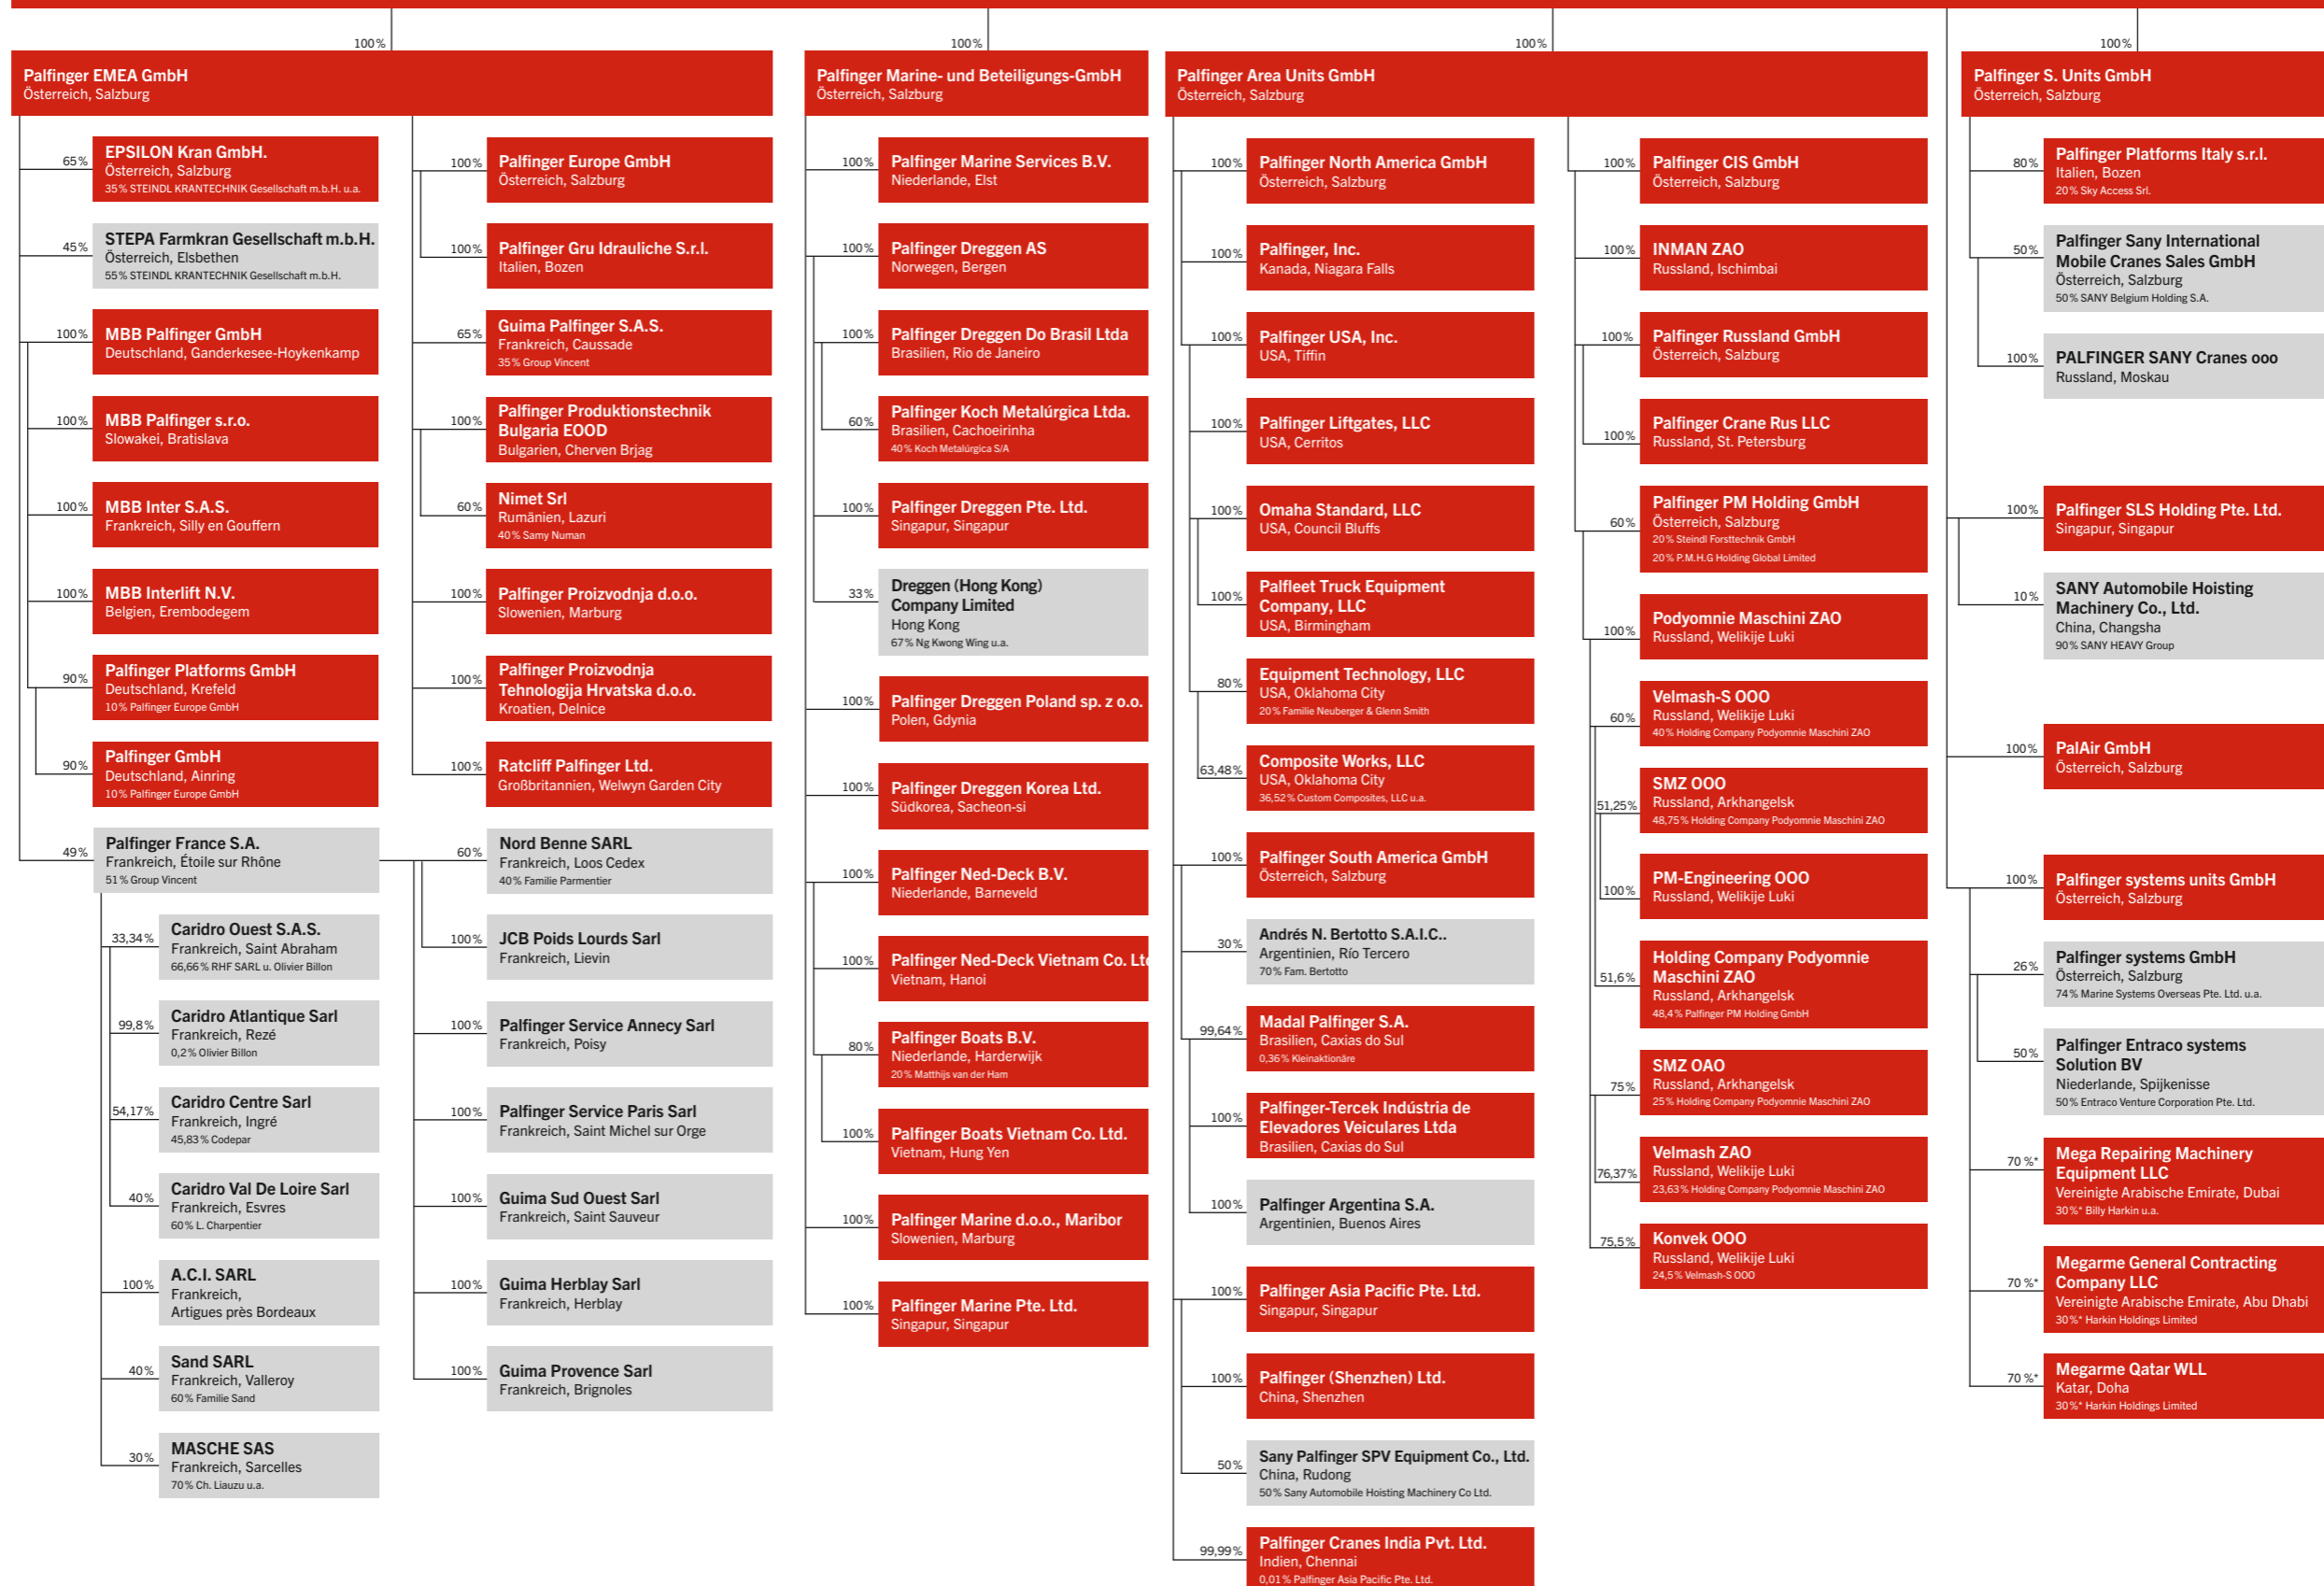 100%
Palfinger EMEA GmbH
Österreich, Salzburg
65%
EPSILON Kran GmbH.
Österreich, Salzburg
35% STEINDL KRANTECHNIK Gesellschaft m.b.H. u.a.
45%
STEPA Farmkran Gesellschaft m.b.H.
Österreich, Elsbethen
55% STEINDL KRANTECHNIK Gesellschaft m.b.H.
100%
MBB Palfinger GmbH
Deutschland, Ganderkesee-Hoykenkamp
100%
MBB Palfinger s.r.o.
Slowakei, Bratislava
100%
MBB Inter S.A.S.
Frankreich, Silly en Gouffern
100%
MBB Interlift N.V.
Belgien, Erembodegem
90%
Palfinger Platforms GmbH
Deutschland, Krefeld
10% Palfinger Europe GmbH
90%
Palfinger GmbH
Deutschland, Ainring
10% Palfinger Europe GmbH
49%
Palfinger France S.A.
Frankreich, Étoile sur Rhône
51% Group Vincent
33,34%
Caridro Ouest S.A.S.
Frankreich, Saint Abraham
66,66% RHF SARL u. Olivier Billon
99,8%
Caridro Atlantique Sarl
Frankreich, Rezé
0,2% Olivier Billon
54,17%
Caridro Centre Sarl
Frankreich, Ingré
45,83% Codepar
40%
Caridro Val De Loire Sarl
Frankreich, Esvres
60% L. Charpentier
100%
A.C.I. SARL
Frankreich,
Artigues près Bordeaux
40%
Sand SARL
Frankreich, Valleroy
60% Familie Sand
30%
MASCHE SAS
Frankreich, Sarcelles
70% Ch. Liauzu u.a.
100%
Palfinger Europe GmbH
Österreich, Salzburg
100%
Palfinger Gru Idrauliche S.r.l.
Italien, Bozen
65%
Guima Palfinger S.A.S.
Frankreich, Caussade
35% Group Vincent
100%
Palfinger Produktionstechnik
Bulgaria EOOD
Bulgarien, Cherven Brjag
60%
Nimet Srl
Rumänien, Lazuri
40% Samy Numan
100%
Palfinger Proizvodnja d.o.o.
Slowenien, Marburg
100%
Palfinger Proizvodnja
Tehnologija Hrvatska d.o.o.
Kroatien, Delnice
100%
Ratcliff Palfinger Ltd.
Großbritannien, Welwyn Garden City
60%
Nord Benne SARL
Frankreich, Loos Cedex
40% Familie Parmentier
100%
JCB Poids Lourds Sarl
Frankreich, Lievin
100%
Palfinger Service Annecy Sarl
Frankreich, Poisy
100%
Palfinger Service Paris Sarl
Frankreich, Saint Michel sur Orge
100%
Guima Sud Ouest Sarl
Frankreich, Saint Sauveur
100%
Guima Herblay Sarl
Frankreich, Herblay
100%
Guima Provence Sarl
Frankreich, Brignoles
100%
Palfinger Marine- und Beteiligungs-GmbH
Österreich, Salzburg
100%
Palfinger Marine Services B.V.
Niederlande, Elst
100%
Palfinger Dreggen AS
Norwegen, Bergen
100%
Palfinger Dreggen Do Brasil Ltda
Brasilien, Rio de Janeiro
60%
Palfinger Koch Metalúrgica Ltda.
Brasilien, Cachoeirinha
40% Koch Metalúrgica S/A
100%
Palfinger Dreggen Pte. Ltd.
Singapur, Singapur
33%
Dreggen (Hong Kong)
Company Limited
Hong Kong
67% Ng Kwong Wing u.a.
100%
Palfinger Dreggen Poland sp. z o.o.
Polen, Gdynia
100%
Palfinger Dreggen Korea Ltd.
Südkorea, Sacheon-si
100%
Palfinger Ned-Deck B.V.
Niederlande, Barneveld
100%
Palfinger Ned-Deck Vietnam Co. Ltd
Vietnam, Hanoi
80%
Palfinger Boats B.V.
Niederlande, Harderwijk
20% Matthijs van der Ham
100%
Palfinger Boats Vietnam Co. Ltd.
Vietnam, Hung Yen
100%
Palfinger Marine d.o.o., Maribor
Slowenien, Marburg
100%
Palfinger Marine Pte. Ltd.
Singapur, Singapur
100%
Palfinger Area Units GmbH
Österreich, Salzburg
100%
Palfinger North America GmbH
Österreich, Salzburg
100%
Palfinger, Inc.
Kanada, Niagara Falls
100%
Palfinger USA, Inc.
USA, Tiffin
100%
Palfinger Liftgates, LLC
USA, Cerritos
100%
Omaha Standard, LLC
USA, Council Bluffs
100%
Palfleet Truck Equipment
Company, LLC
USA, Birmingham
80%
Equipment Technology, LLC
USA, Oklahoma City
20% Familie Neuberger & Glenn Smith
63,48%
Composite Works, LLC
USA, Oklahoma City
36,52% Custom Composites, LLC u.a.
100%
Palfinger South America GmbH
Österreich, Salzburg
30%
Andrés N. Bertotto S.A.I.C..
Argentinien, Río Tercero
70% Fam. Bertotto
99,64%
Madal Palfinger S.A.
Brasilien, Caxias do Sul
0,36% Kleinaktionäre
100%
Palfinger-Tercek Indústria de
Elevadores Veiculares Ltda
Brasilien, Caxias do Sul
100%
Palfinger Argentina S.A.
Argentinien, Buenos Aires
100%
Palfinger Asia Pacific Pte. Ltd.
Singapur, Singapur
100%
Palfinger (Shenzhen) Ltd.
China, Shenzhen
50%
Sany Palfinger SPV Equipment Co., Ltd.
China, Rudong
50% Sany Automobile Hoisting Machinery Co Ltd.
99,99%
Palfinger Cranes India Pvt. Ltd.
Indien, Chennai
0,01% Palfinger Asia Pacific Pte. Ltd.
100%
Palfinger CIS GmbH
Österreich, Salzburg
100%
INMAN ZAO
Russland, Ischimbai
100%
Palfinger Russland GmbH
Österreich, Salzburg
100%
Palfinger Crane Rus LLC
Russland, St. Petersburg
60%
Palfinger PM Holding GmbH
Österreich, Salzburg
20% Steindl Forsttechnik GmbH
20% P.M.H.G Holding Global Limited
100%
Podyomnie Maschini ZAO
Russland, Welikije Luki
60%
Velmash-S OOO
Russland, Welikije Luki
40% Holding Company Podyomnie Maschini ZAO
51,25%
SMZ OOO
Russland, Arkhangelsk
48,75% Holding Company Podyomnie Maschini ZAO
100%
PM-Engineering OOO
Russland, Welikije Luki
51,6%
Holding Company Podyomnie
Maschini ZAO
Russland, Arkhangelsk
48,4% Palfinger PM Holding GmbH
75%
SMZ OAO
Russland, Arkhangelsk
25% Holding Company Podyomnie Maschini ZAO
76,37%
Velmash ZAO
Russland, Welikije Luki
23,63% Holding Company Podyomnie Maschini ZAO
75,5%
Konvek OOO
Russland, Welikije Luki
24,5% Velmash-S OOO
100%
Palfinger S. Units GmbH
Österreich, Salzburg
80%
Palfinger Platforms Italy s.r.l.
Italien, Bozen
20% Sky Access Srl.
50%
Palfinger Sany International
Mobile Cranes Sales GmbH
Österreich, Salzburg
50% SANY Belgium Holding S.A.
100%
PALFINGER SANY Cranes ooo
Russland, Moskau
100%
Palfinger SLS Holding Pte. Ltd.
Singapur, Singapur
10%
SANY Automobile Hoisting
Machinery Co., Ltd.
China, Changsha
90% SANY HEAVY Group
100%
PalAir GmbH
Österreich, Salzburg
100%
Palfinger systems units GmbH
Österreich, Salzburg
26%
Palfinger systems GmbH
Österreich, Salzburg
74% Marine Systems Overseas Pte. Ltd. u.a.
50%
Palfinger Entraco systems
Solution BV
Niederlande, Spijkenisse
50% Entraco Venture Corporation Pte. Ltd.
70 %*
Mega Repairing Machinery
Equipment LLC
Vereinigte Arabische Emirate, Dubai
30%* Billy Harkin u.a.
70 %*
Megarme General Contracting
Company LLC
Vereinigte Arabische Emirate, Abu Dhabi
30%* Harkin Holdings Limited
70 %*
Megarme Qatar WLL
Katar, Doha
30%* Harkin Holdings Limited